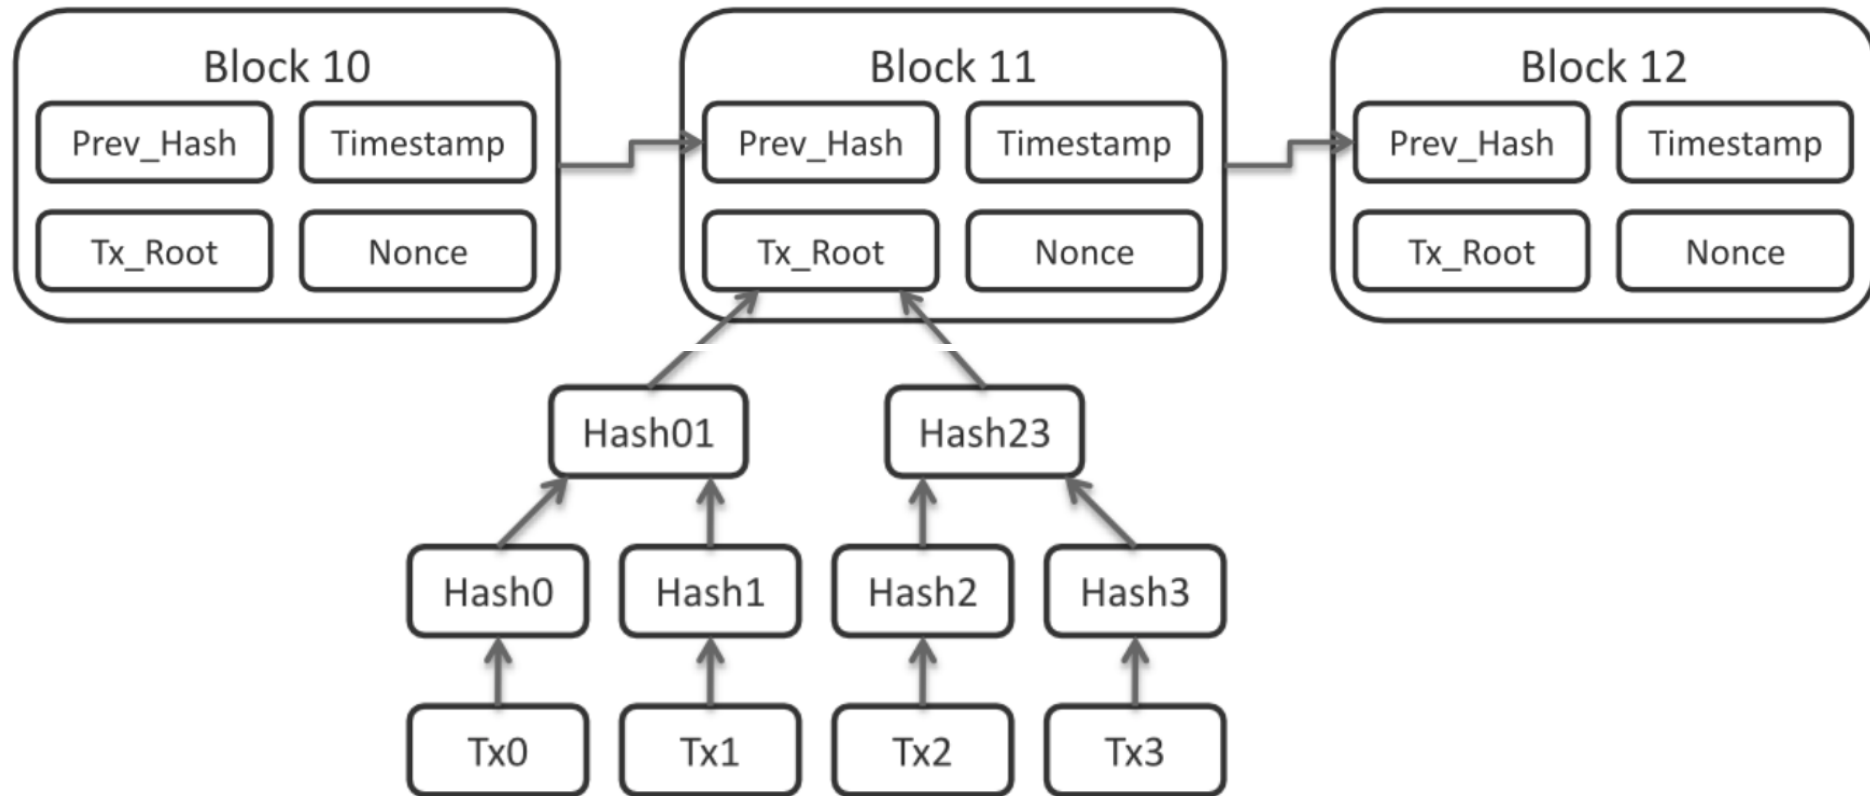 Block 10
Block 11
Block 12
Prev_Hash Timestamp
Prev_Hash Timestamp
Prev_Hash Timestamp
Tx_Root Nonce
Tx_Root Nonce
Tx_Root Nonce
Hash01
Hash23
Hash0
Hash1
Hash2
Hash3
Tx0
Tx1
Tx2
Tx3